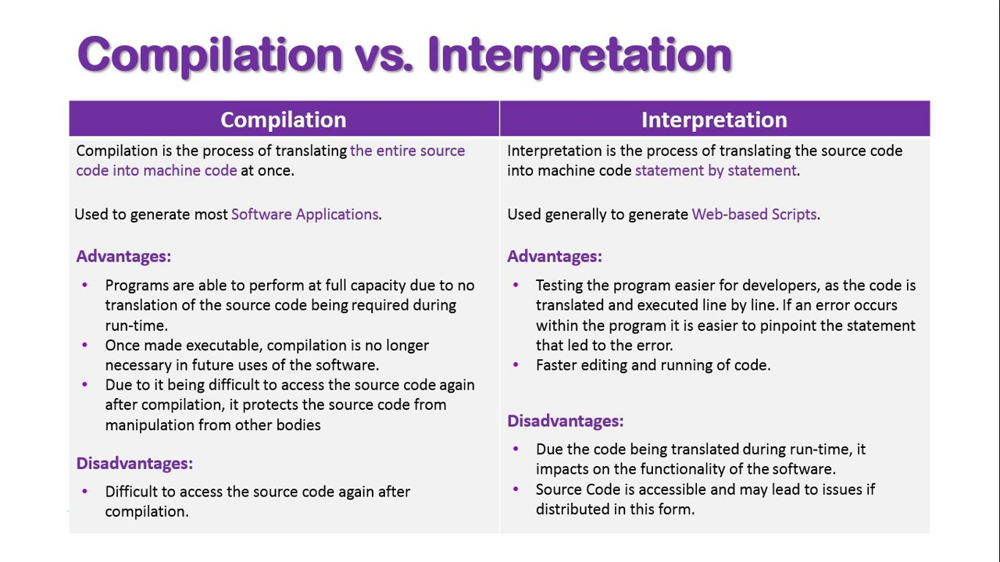 Compilation vs. Interpretation
Compilation
Compilation is the process of translating the entire source
code into machine code at once.
Used to generate most Software Applications.
Advantages:
• Programs are able to perform at full capacity due to no
translation of the source code being required during
run-time.
• Once made executable, compilation is no longer
necessary in future uses of the software.
• Due to it being difficult to access the source code again
after compilation, it protects the source code from
manipulation from other bodies
Disadvantages:
• Difficult to access the source code again after
compilation.
Interpretation
Interpretation is the process of translating the source code
into machine code statement by statement.
Used generally to generate Web-based Scripts.
Advantages:
• Testing the program easier for developers, as the code is
translated and executed line by line. If an error occurs
within the program it is easier to pinpoint the statement
that led to the error.
• Faster editing and running of code.
Disadvantages:
• Due the code being translated during run-time, it
impacts on the functionality of the software.
• Source Code is accessible and may lead to issues if
distributed in this form.